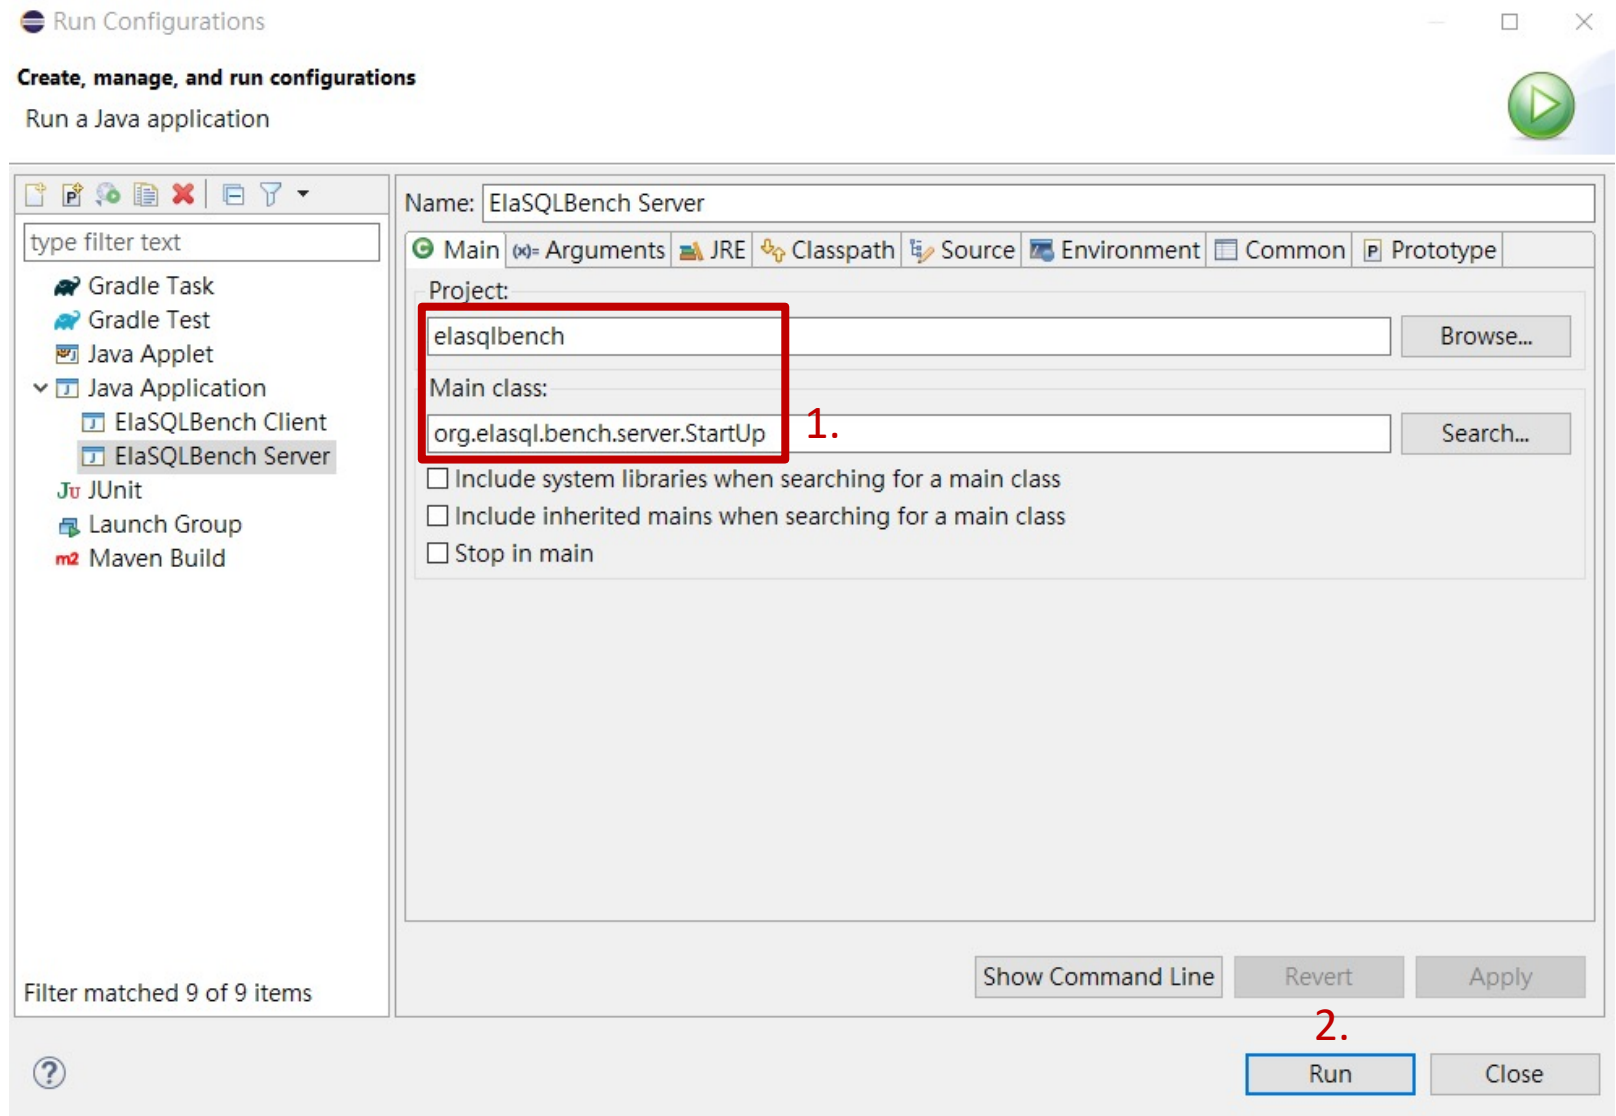 Run Configurations
Create, manage, and run configurations
Run a Java application
type filter text
Gradle Task
Gradle Test
Java Applet
Java Application
ElaSQLBench Client
ElaSQLBench Server
JUnit
Launch Group
Maven Build
Filter matched 9 of 9 items
Name: ElaSQLBench Server
Main (x)= Arguments JRE Classpath Source Environment Common Prototype
Project:
elasqlbench Browse...
Main class:
org.elasql.bench.server.StartUp 1. Search...
Include system libraries when searching for a main class
Include inherited mains when searching for a main class
Stop in main
Show Command Line Revert Apply
2.
Run Close